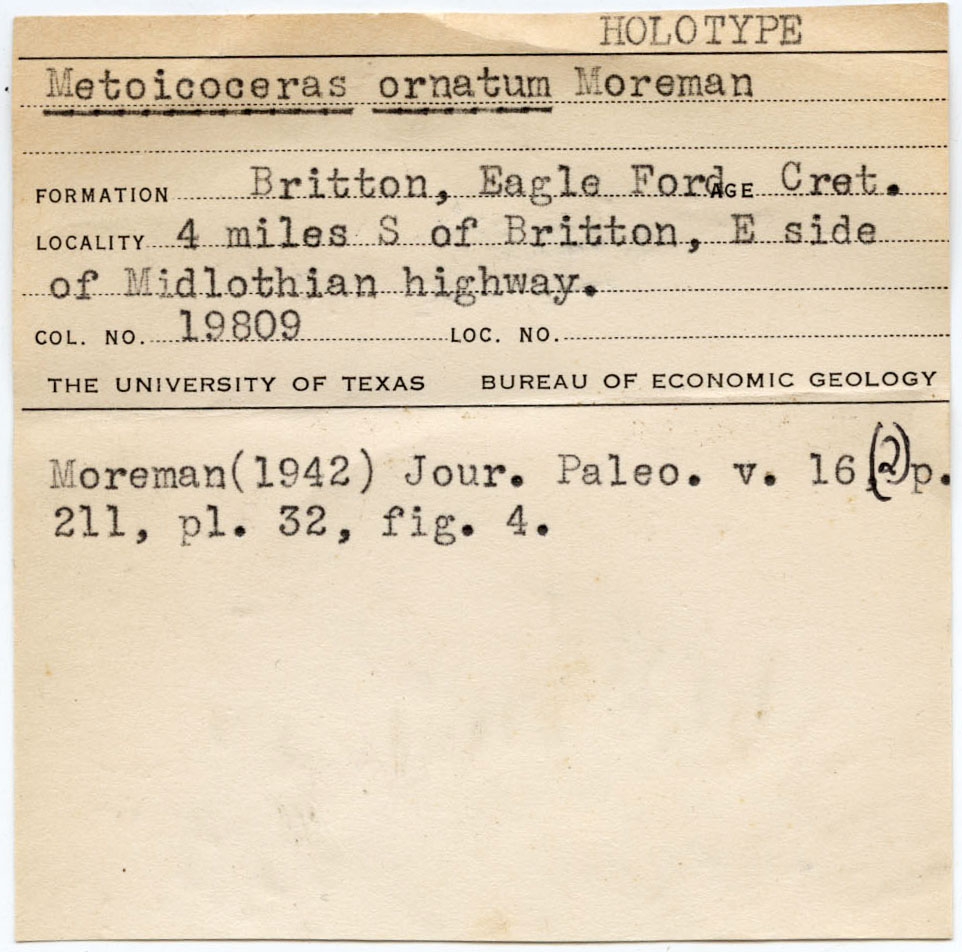 HOLOTYPE
Metoicoceras ornatum Moreman
FORMATION Britton, Eagle Ford AGE Cret.
LOCALITY 4 miles S of Britton, E side
of Midlothian highway.
COL. NO. 19809 LOC. NO.
THE UNIVERSITY OF TEXAS BUREAU OF ECONOMIC GEOLOGY
Moreman(1942) Jour. Paleo. v. 16(2)p.
211, pl. 32, fig. 4.